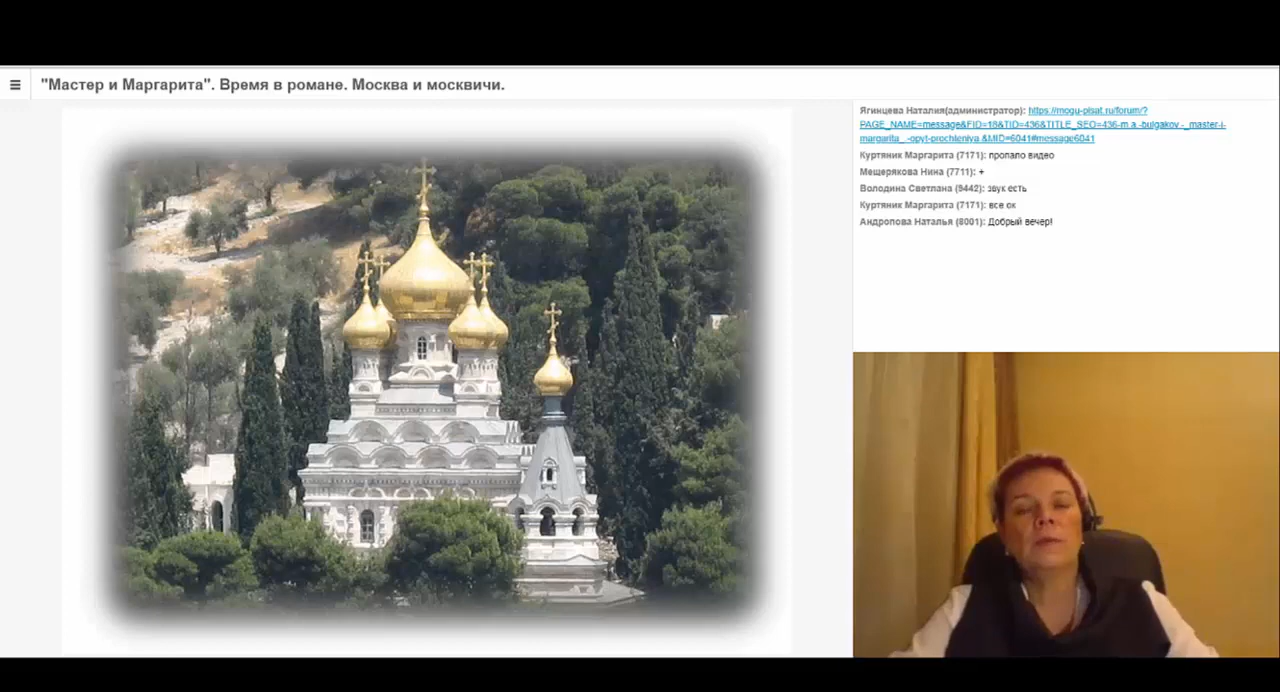 "Мастер и Маргарита". Время в романе. Москва и москвичи.
Ягинцева Наталия(администратор): https://mogu-pisat.ru/forum/?
PAGE_NAME=message&FID=18&TID=436&TITLE_SEO=436-m.a.-bulgakov.-_master-i-
margarita_.-opyt-prochteniya.&MID=6041#message6041
Куртяник Маргарита (7171): пропало видео
Мещерякова Нина (7711): +
Володина Светлана (9442): звук есть
Куртяник Маргарита (7171): все ок
Андропова Наталья (8001): Добрый вечер!